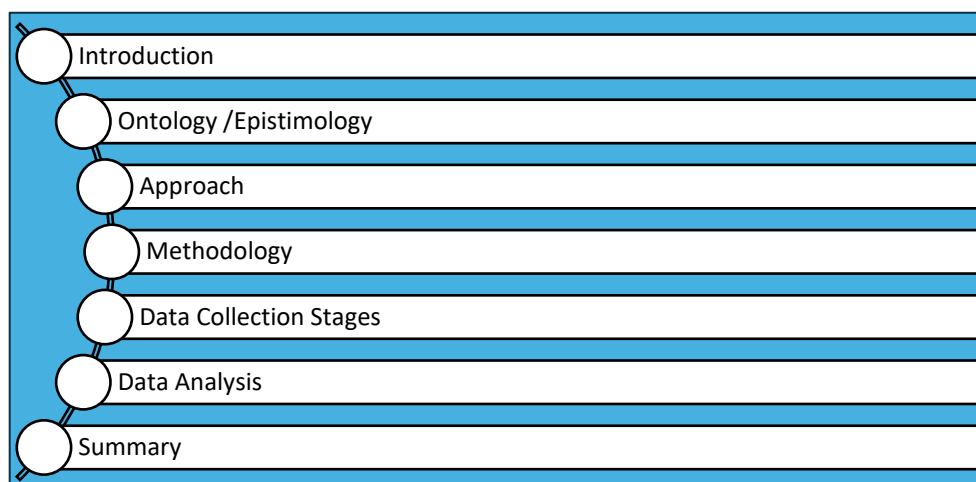 Introduction
Ontology /Epistimology
Approach
Methodology
Data Collection Stages
Data Analysis
Summary